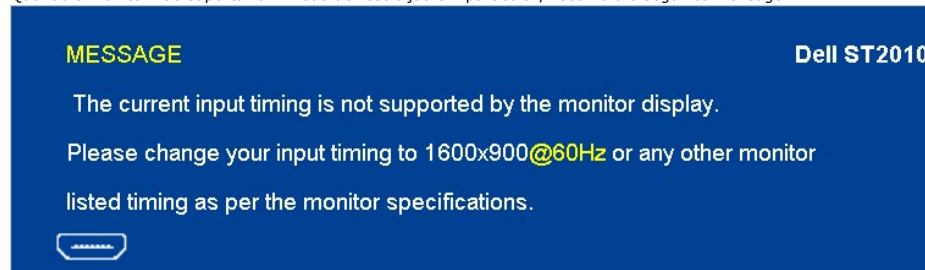 MESSAGE Dell ST2010
The current input timing is not supported by the monitor display.
Please change your input timing to 1600x900@60Hz or any other monitor
listed timing as per the monitor specifications.